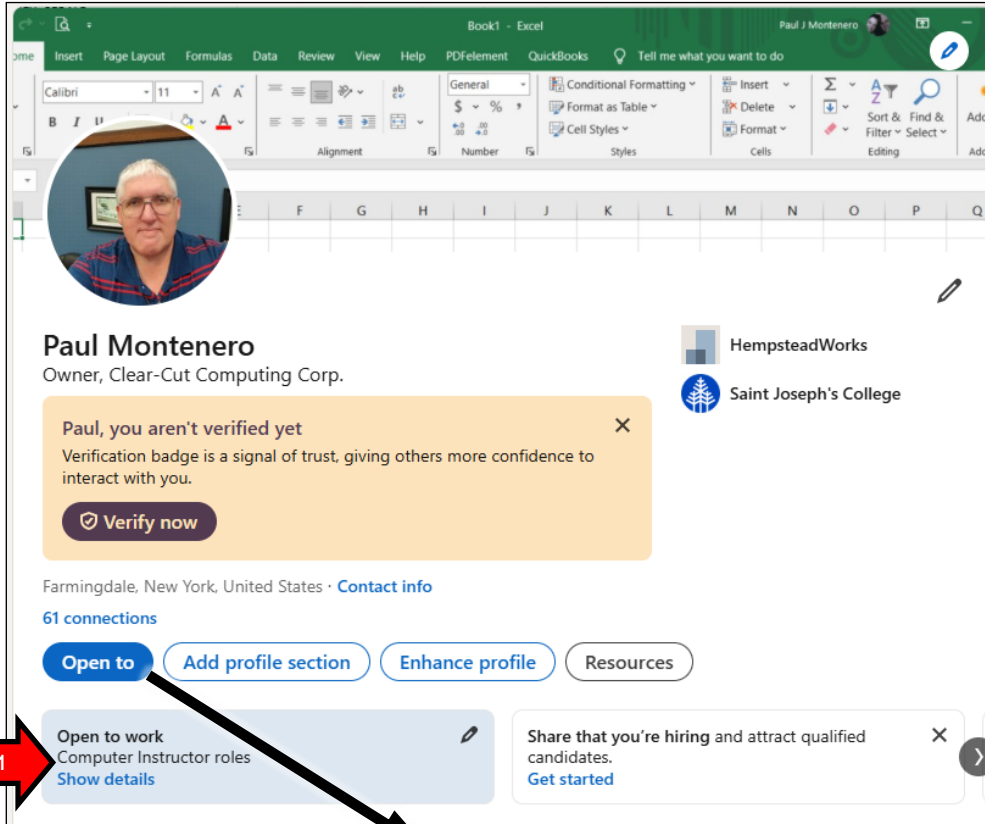 Book1 - Excel
Paul J Montenero
ome Insert Page Layout Formulas Data Review View Help PDFelement QuickBooks Tell me what you want to do
Calibri 11 A A
General
Conditional Formatting
Insert
Σ
B I U A
$ % ,
Format as Table
Delete
Sort & Find &
Filter Select
Add
Cell Styles
Format
Alignment Number Styles Cells Editing
F G H I J K L M N O P Q
Paul Montenero
Owner, Clear-Cut Computing Corp.
HempsteadWorks
Saint Joseph's College
Paul, you aren't verified yet
Verification badge is a signal of trust, giving others more confidence to
interact with you.
Verify now
Farmingdale, New York, United States · Contact info
61 connections
Open to Add profile section Enhance profile Resources
Open to work
Computer Instructor roles
Show details
Share that you're hiring and attract qualified
candidates.
Get started
1